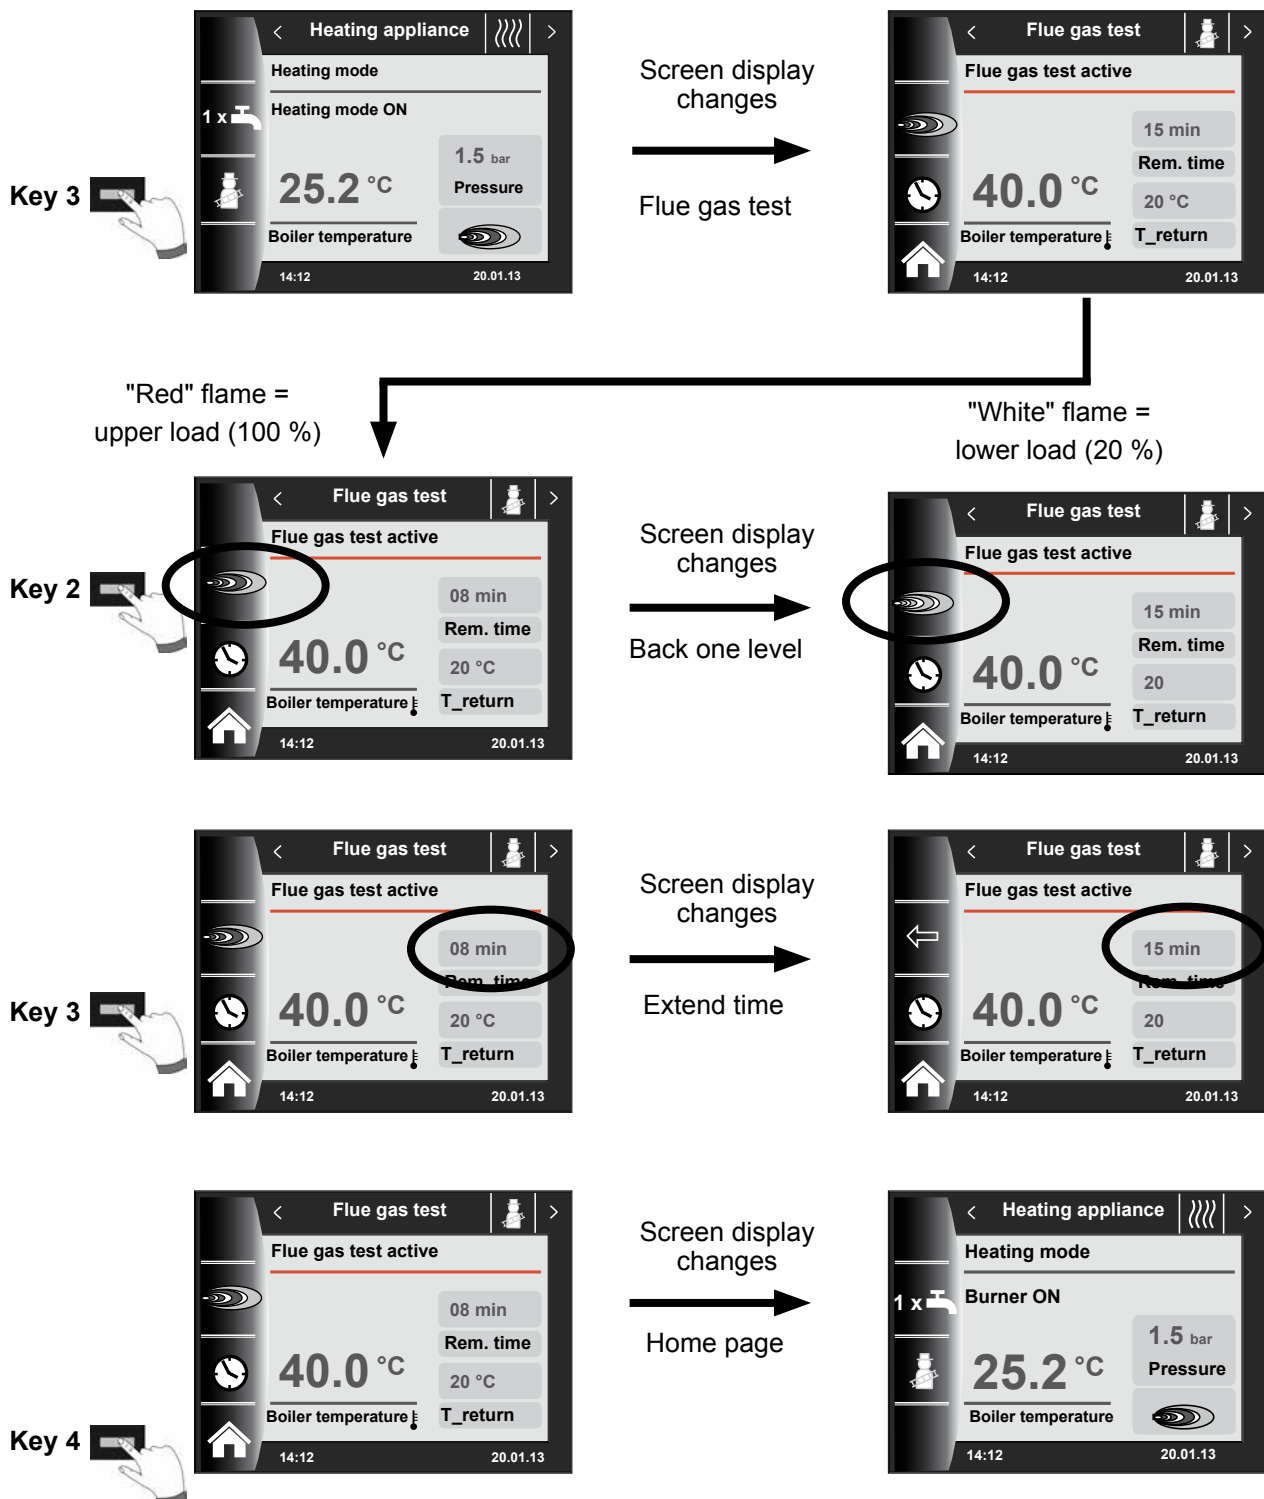 < Heating appliance >
Heating mode
Heating mode ON
1 x
1.5 bar
25.2 °C
Pressure
Boiler temperature
14:12 20.01.13
Key 3
Screen display
changes
Flue gas test
< Flue gas test >
Flue gas test active
15 min
Rem. time
40.0 °C
20 °C
Boiler temperature
T_return
14:12 20.01.13
"Red" flame =
upper load (100 %)
"White" flame =
lower load (20 %)
Key 2
< Flue gas test >
Flue gas test active
08 min
Rem. time
40.0 °C
20 °C
Boiler temperature
T_return
14:12 20.01.13
Screen display
changes
Back one level
< Flue gas test >
Flue gas test active
15 min
Rem. time
40.0 °C
20
Boiler temperature
T_return
14:12 20.01.13
Key 3
< Flue gas test >
Flue gas test active
08 min
Rem. time
40.0 °C
20 °C
Boiler temperature
T_return
14:12 20.01.13
Screen display
changes
Extend time
< Flue gas test >
Flue gas test active
15 min
Rem. time
40.0 °C
20
Boiler temperature
T_return
14:12 20.01.13
Key 4
< Flue gas test >
Flue gas test active
08 min
Rem. time
40.0 °C
20 °C
Boiler temperature
T_return
14:12 20.01.13
Screen display
changes
Home page
< Heating appliance >
Heating mode
Burner ON
1 x
1.5 bar
25.2 °C
Pressure
Boiler temperature
14:12 20.01.13